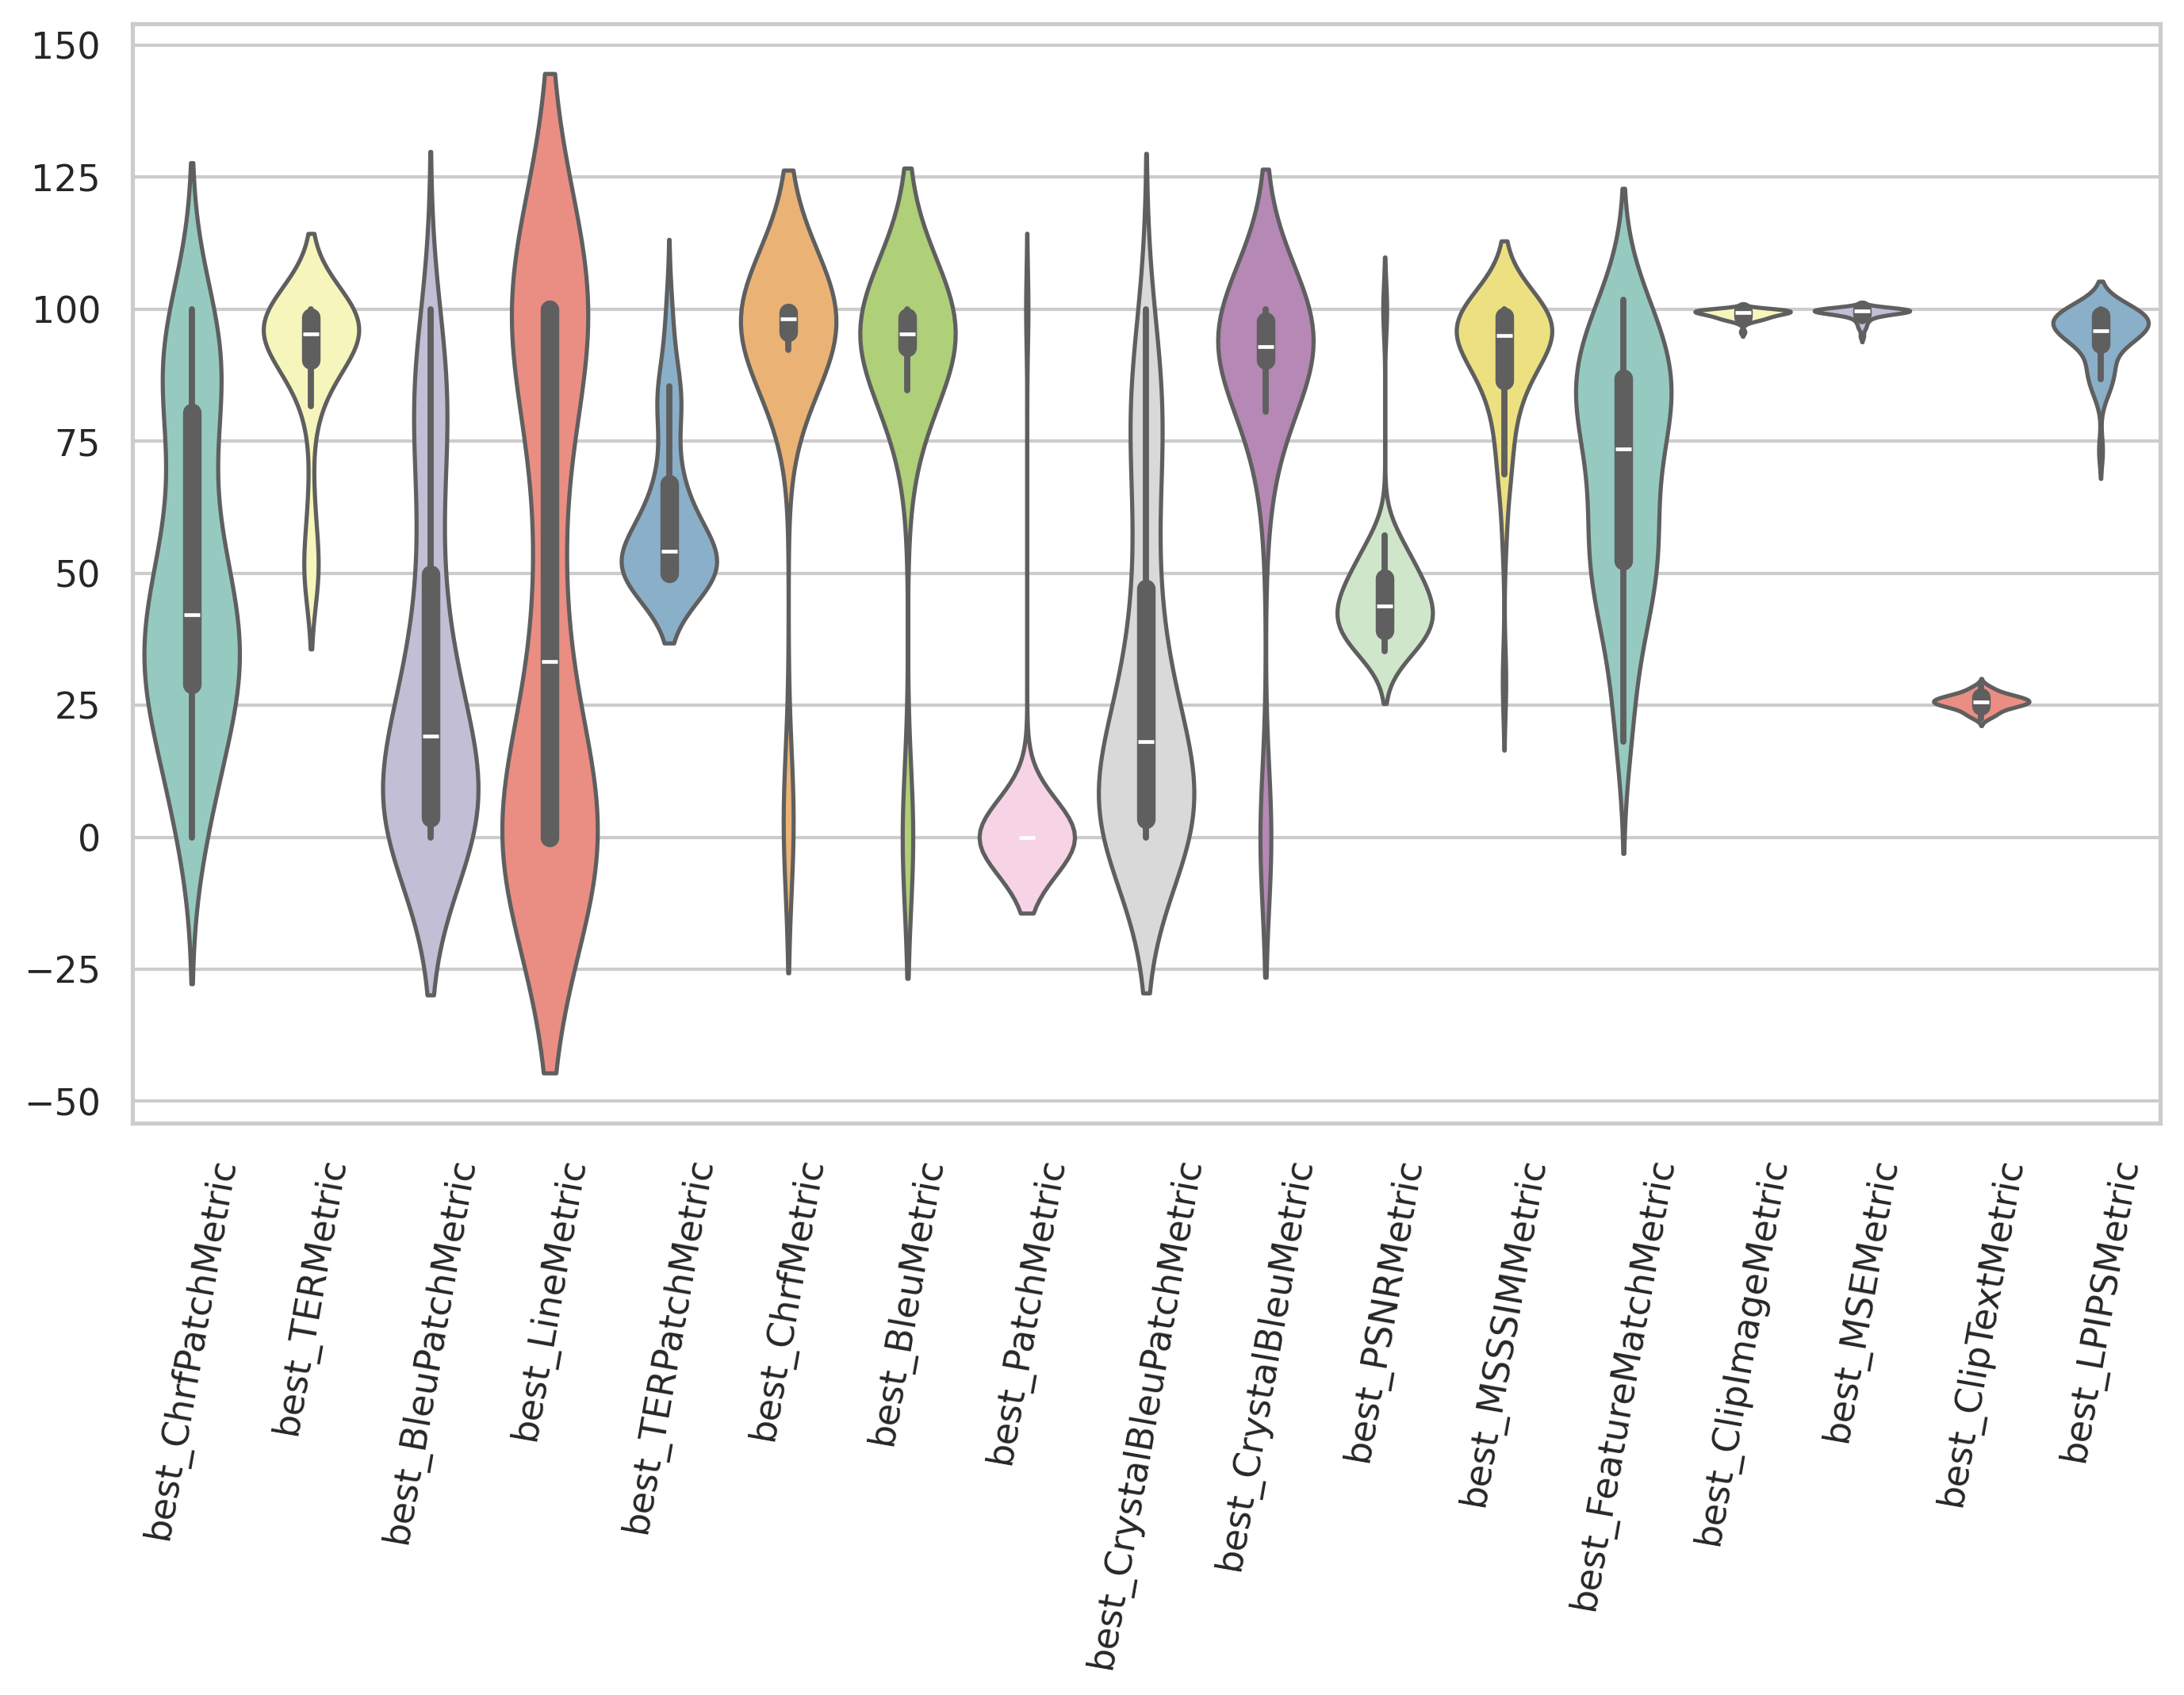 150
125
100
75
50
25
0
−25
−50
best_ChrfPatchMetric
best_TERMetric
best_BleuPatchMetric
best_LineMetric
best_TERPatchMetric
best_ChrfMetric
best_BleuMetric
best_PatchMetric
best_CrystalBleuPatchMetric
best_CrystalBleuMetric
best_PSNRMetric
best_MSSSIMMetric
best_FeatureMatchMetric
best_ClipImageMetric
best_MSEMetric
best_ClipTextMetric
best_LPIPSMetric